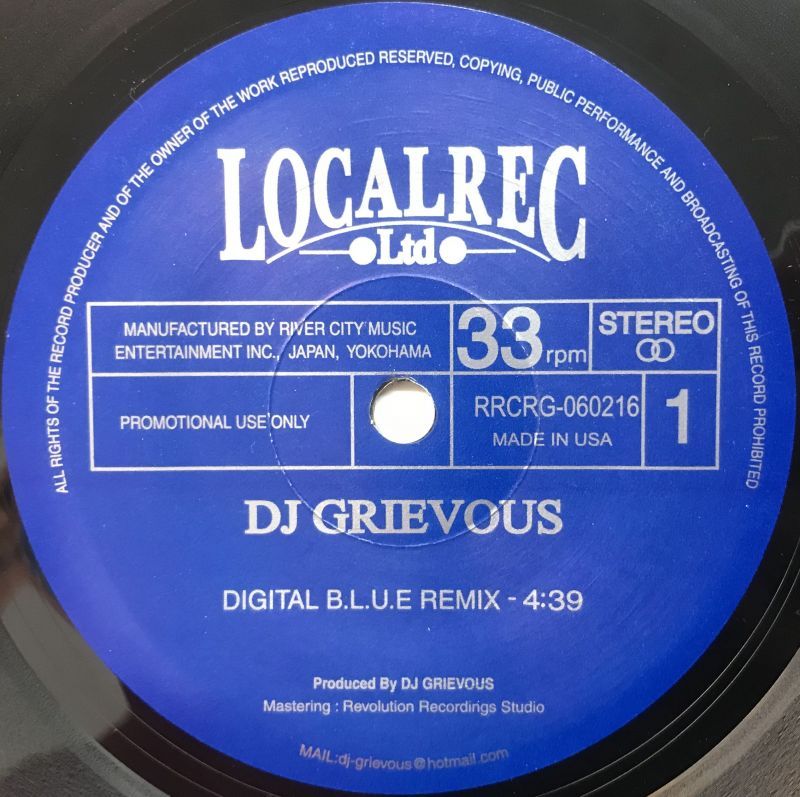 ALL RIGHTS OF THE RECORD PRODUCER AND OF THE OWNER OF THE WORK REPRODUCED RESERVED, COPYING, PUBLIC PERFORMANCE AND BROADCASTING OF THIS RECORD PROHIBITED
LOCALREC
Ltd
MANUFACTURED BY RIVER CITY MUSIC
ENTERTAINMENT INC., JAPAN, YOKOHAMA
33 rpm
STEREO
PROMOTIONAL USE ONLY
RRCRG-060216
MADE IN USA
1
DJ GRIEVOUS
DIGITAL B.L.U.E REMIX - 4:39
Produced By DJ GRIEVOUS
Mastering : Revolution Recordings Studio
MAIL:dj-grievous@hotmail.com